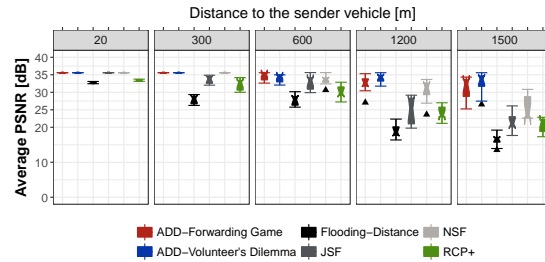 Distance to the sender vehicle [m]
20 300 600 1200 1500
Average PSNR [dB]
40
35
30
25
20
10
0
ADD−Forwarding Game Flooding−Distance NSF
ADD−Volunteer's Dilemma JSF RCP+